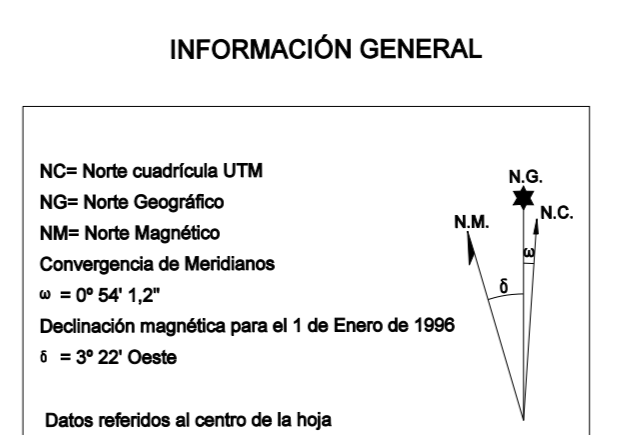 INFORMACIÓN GENERAL
NC= Norte cuadrícula UTM
NG= Norte Geográfico
NM= Norte Magnético
Convergencia de Meridianos
ω = 0º 54' 1,2"
Declinación magnética para el 1 de Enero de 1996
δ = 3º 22' Oeste
Datos referidos al centro de la hoja
N.G.
N.M.
N.C.
ω
δ